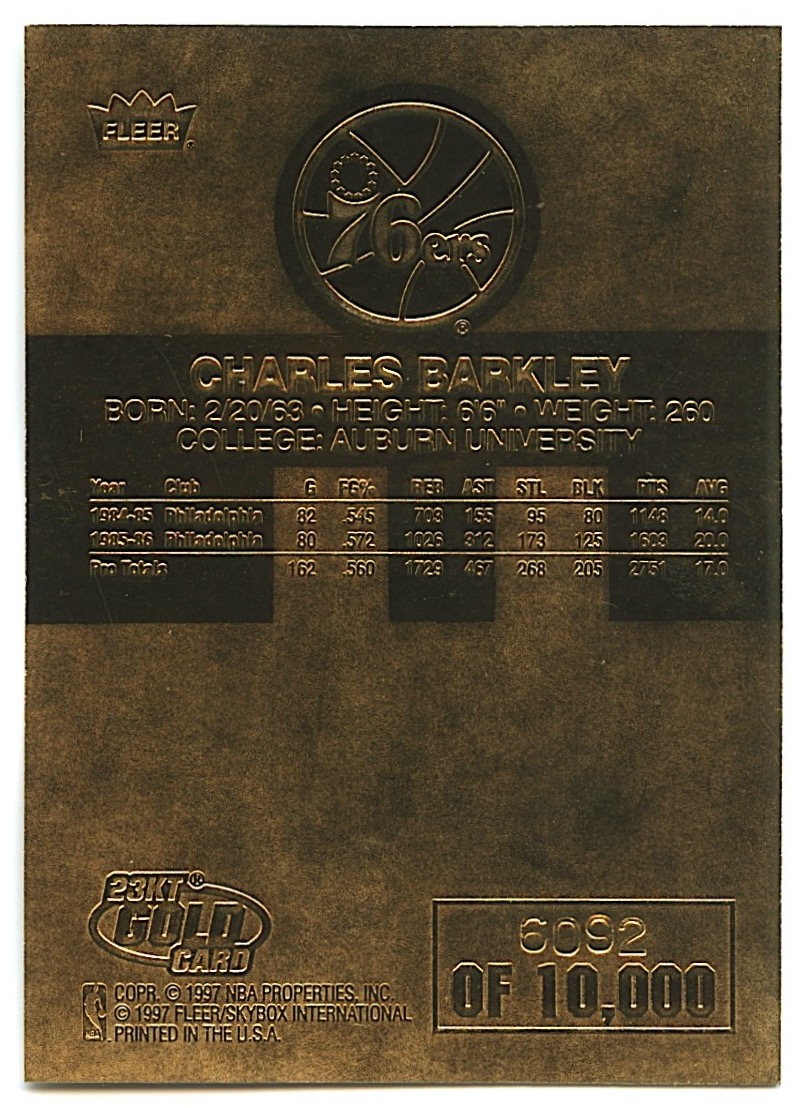 FLEER
76ers
®
CHARLES BARKLEY
BORN: 2/20/63 • HEIGHT: 6'6" • WEIGHT: 260
COLLEGE: AUBURN UNIVERSITY
Year Club G FG% REB AST STL BLK PTS AVG
1984-85 Philadelphia 82 .545 703 155 95 80 1148 14.0
1985-86 Philadelphia 80 .572 1026 312 173 125 1603 20.0
Pro Totals 162 .560 1729 467 268 205 2751 17.0
23KT®
GOLD
CARD
6092
OF 10,000
NBA
COPR. © 1997 NBA PROPERTIES, INC.
© 1997 FLEER/SKYBOX INTERNATIONAL
PRINTED IN THE U.S.A.